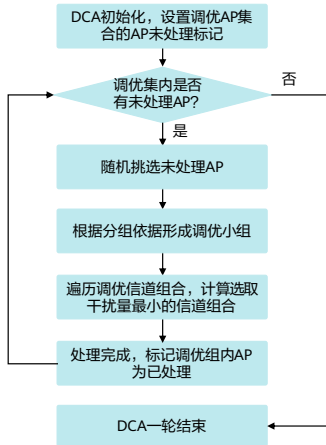 DCA初始化，设置调优AP集
合的AP未处理标记
调优集内是否
有未处理AP?
否
是
随机挑选未处理AP
根据分组依据形成调优小组
遍历调优信道组合，计算选取
干扰量最小的信道组合
处理完成，标记调优组内AP
为已处理
DCA一轮结束